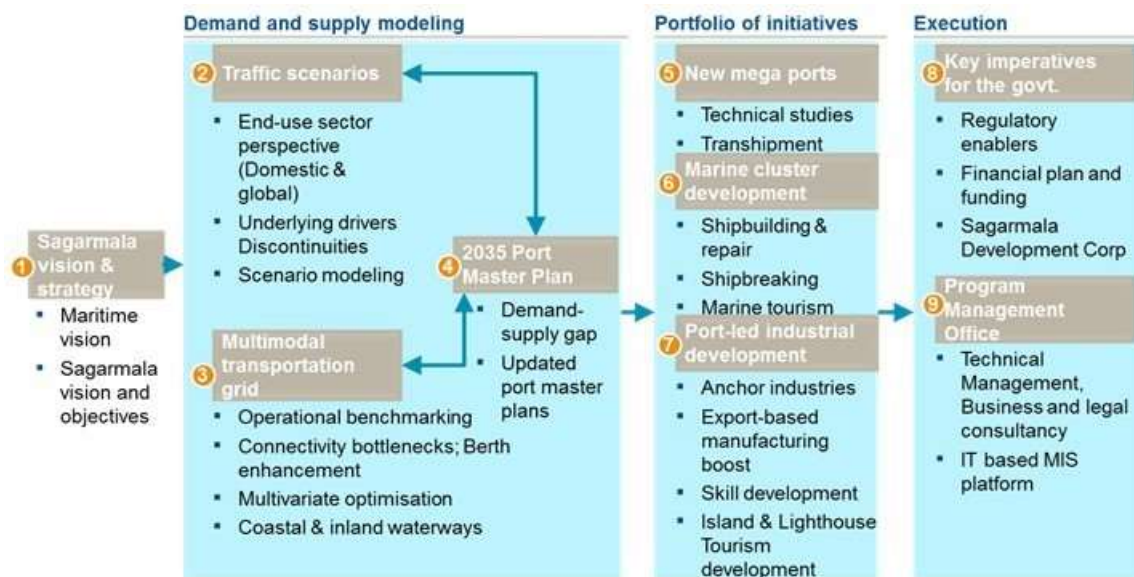 Demand and supply modeling
Portfolio of initiatives
Execution
1
Sagarmala
vision &
strategy
▪ Maritime
vision
▪ Sagarmala
vision and
objectives
2
Traffic scenarios
▪ End-use sector
perspective
(Domestic &
global)
▪ Underlying drivers
Discontinuities
▪ Scenario modeling
3
Multimodal
transportation
grid
▪ Operational benchmarking
▪ Connectivity bottlenecks; Berth
enhancement
▪ Multivariate optimisation
▪ Coastal & inland waterways
4
2035 Port
Master Plan
▪ Demand-
supply gap
▪ Updated
port master
plans
5
New mega ports
▪ Technical studies
▪ Transhipment
6
Marine cluster
development
▪ Shipbuilding &
repair
▪ Shipbreaking
▪ Marine tourism
7
Port-led industrial
development
▪ Anchor industries
▪ Export-based
manufacturing
boost
▪ Skill development
▪ Island & Lighthouse
Tourism
development
8
Key imperatives
for the govt.
▪ Regulatory
enablers
▪ Financial plan and
funding
▪ Sagarmala
Development Corp
9
Program
Management
Office
▪ Technical
Management,
Business and legal
consultancy
▪ IT based MIS
platform